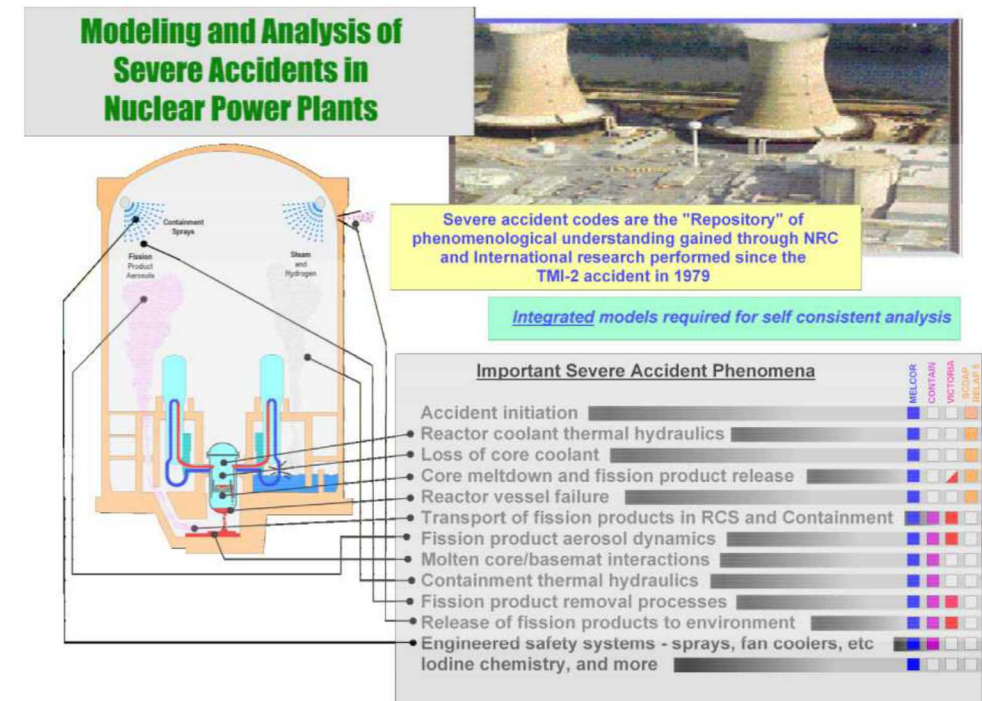 Modeling and Analysis of
Severe Accidents in
Nuclear Power Plants
Severe accident codes are the "Repository" of
phenomenological understanding gained through NRC
and International research performed since the
TMI-2 accident in 1979
Integrated models required for self consistent analysis
Containment
Sprays
Fission
Product
Aerosols
Steam
and
Hydrogen
Important Severe Accident Phenomena
MELCOR
CONTAIN
VICTORIA
SCDAP
RELAP 5
Accident initiation
Reactor coolant thermal hydraulics
Loss of core coolant
Core meltdown and fission product release
Reactor vessel failure
Transport of fission products in RCS and Containment
Fission product aerosol dynamics
Molten core/basemat interactions
Containment thermal hydraulics
Fission product removal processes
Release of fission products to environment
Engineered safety systems - sprays, fan coolers, etc
Iodine chemistry, and more